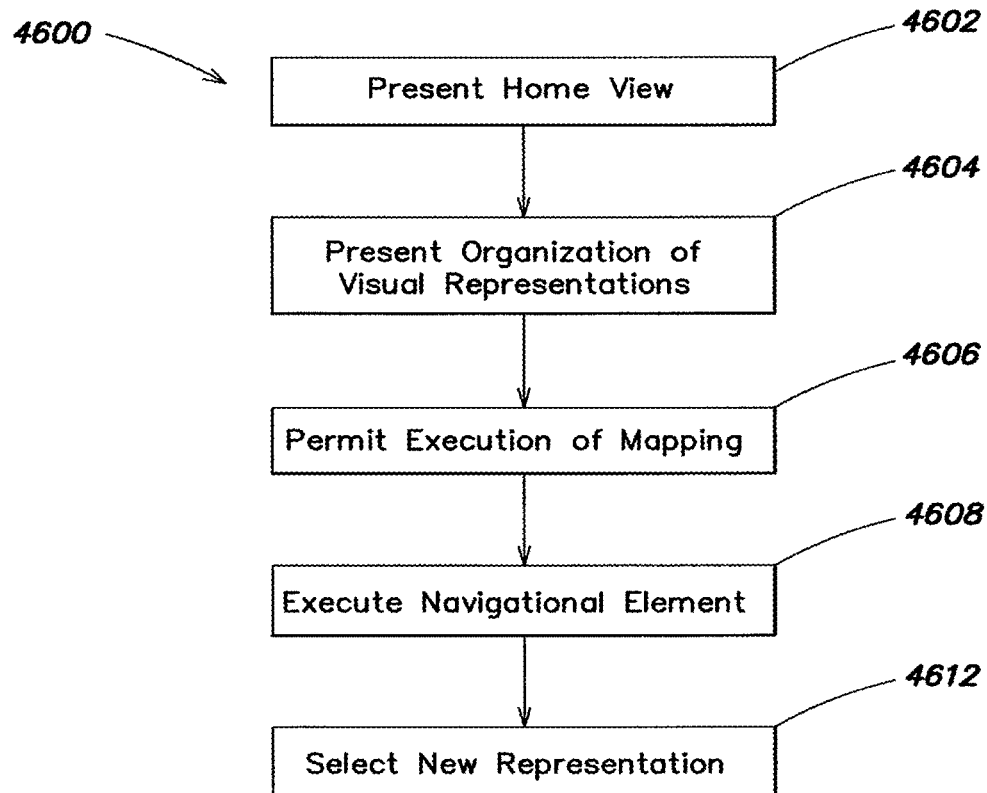 4600
4602
Present Home View
4604
Present Organization of
Visual Representations
4606
Permit Execution of Mapping
4608
Execute Navigational Element
4612
Select New Representation